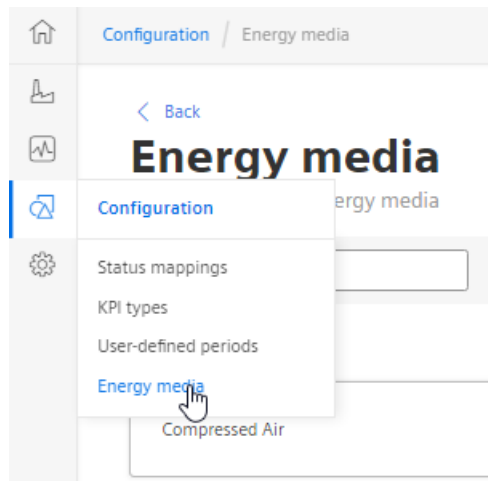 Configuration / Energy media
Back
Energy media
ergy media
Configuration
Status mappings
KPI types
User-defined periods
Energy media
Compressed Air